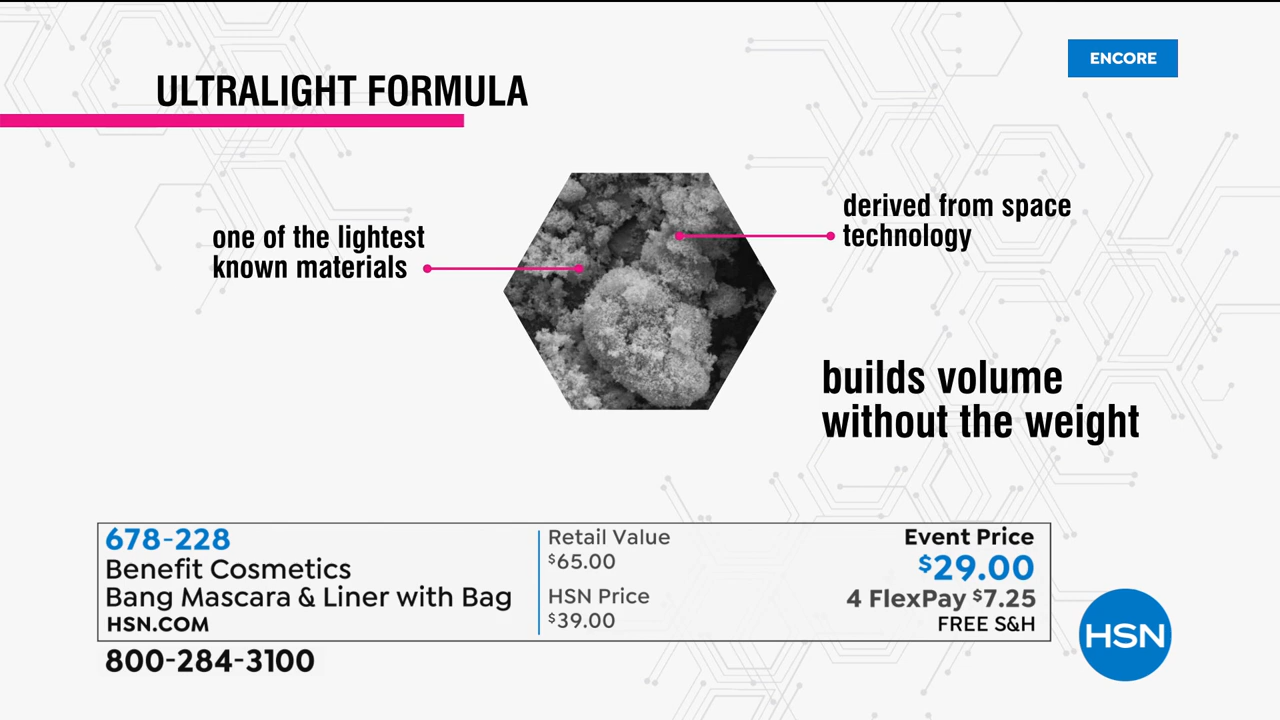 ENCORE
ULTRALIGHT FORMULA
one of the lightest
known materials
derived from space
technology
builds volume
without the weight
678-228
Benefit Cosmetics
Bang Mascara & Liner with Bag
HSN.COM
Retail Value
$65.00
HSN Price
$39.00
Event Price
$29.00
4 FlexPay $7.25
FREE S&H
800-284-3100
HSN